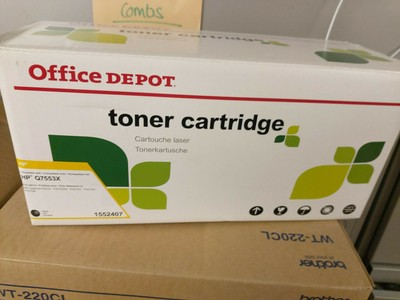 Combs
Office DEPOT
toner cartridge
Cartouche laser
Tonerkartusche
HP Q7553X
1552407
WT-220CL
brother
WT-220CL